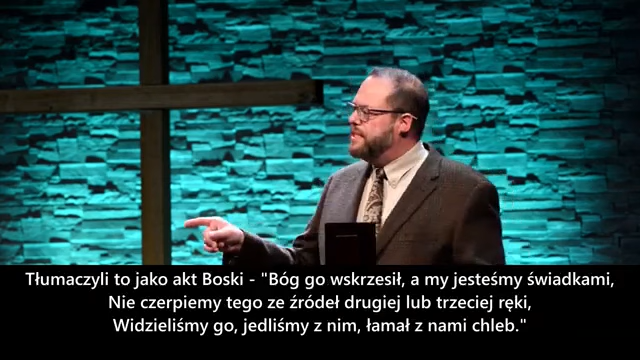 Tłumaczyli to jako akt Boski - "Bóg go wskrzesił, a my jesteśmy świadkami,
Nie czerpiemy tego ze źródeł drugiej lub trzeciej ręki,
Widzieliśmy go, jedliśmy z nim, łamał z nami chleb."